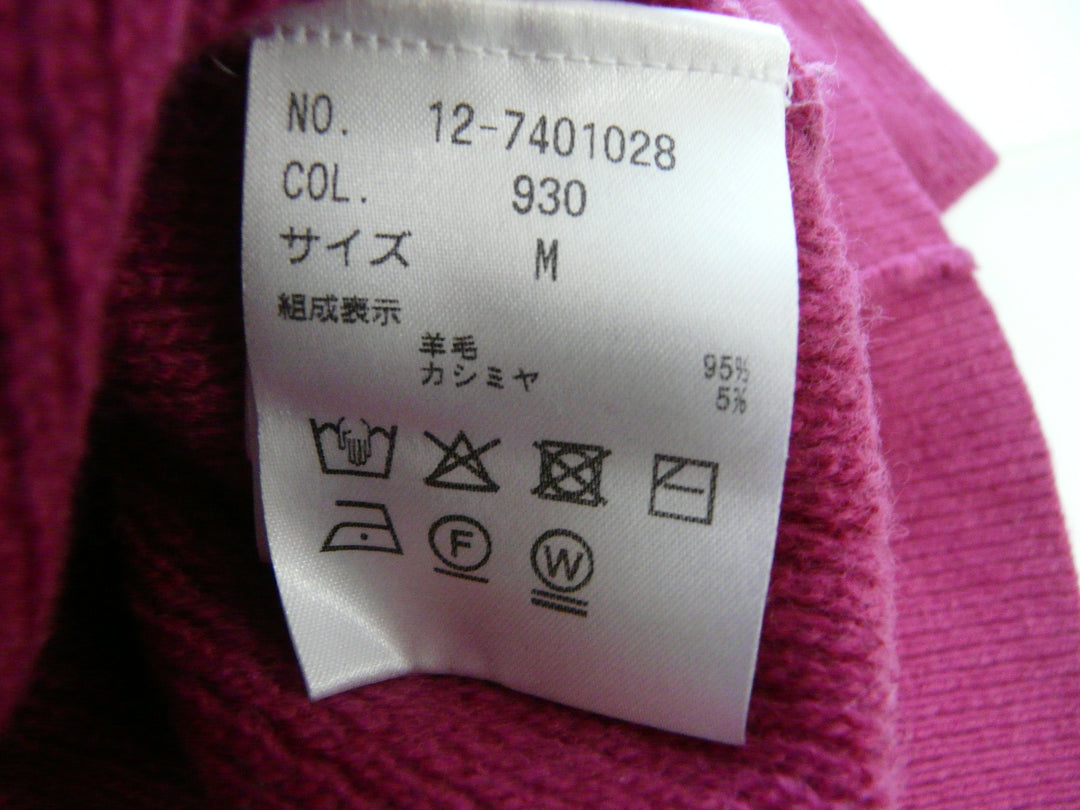 NO. 12-7401028
COL. 930
サイズ M
組成表示
羊毛 95%
カシミヤ 5%
F W